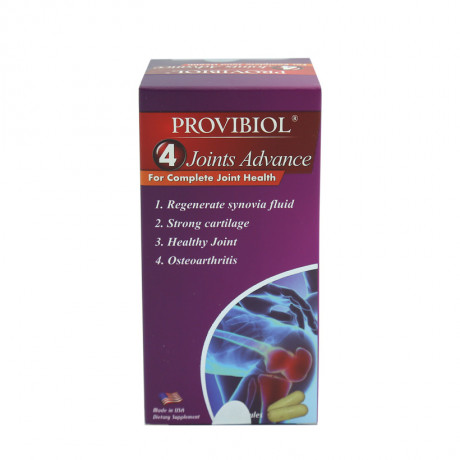 PROVIBIOL®
4 Joints Advance
For Complete Joint Health
1. Regenerate synovia fluid
2. Strong cartilage
3. Healthy Joint
4. Osteoarthritis
Made in USA
Dietary Supplement